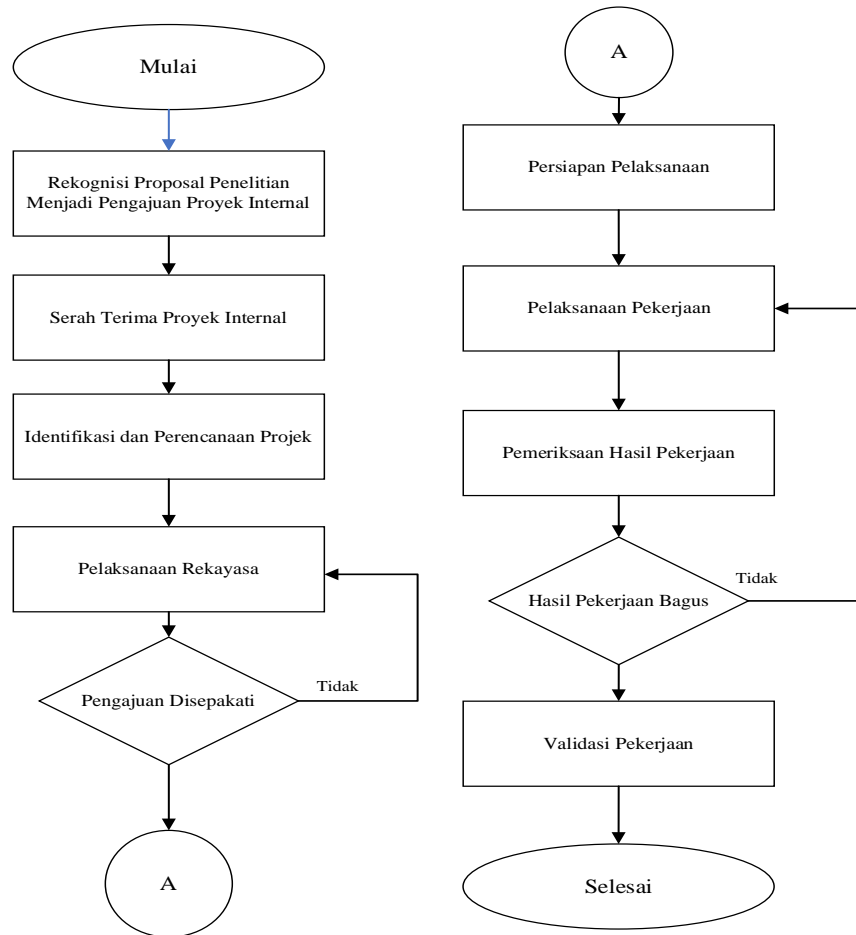 Mulai
Rekognisi Proposal Penelitian
Menjadi Pengajuan Proyek Internal
Serah Terima Proyek Internal
Identifikasi dan Perencanaan Projek
Pelaksanaan Rekayasa
Pengajuan Disepakati
Tidak
A
A
Persiapan Pelaksanaan
Pelaksanaan Pekerjaan
Pemeriksaan Hasil Pekerjaan
Hasil Pekerjaan Bagus
Tidak
Validasi Pekerjaan
Selesai